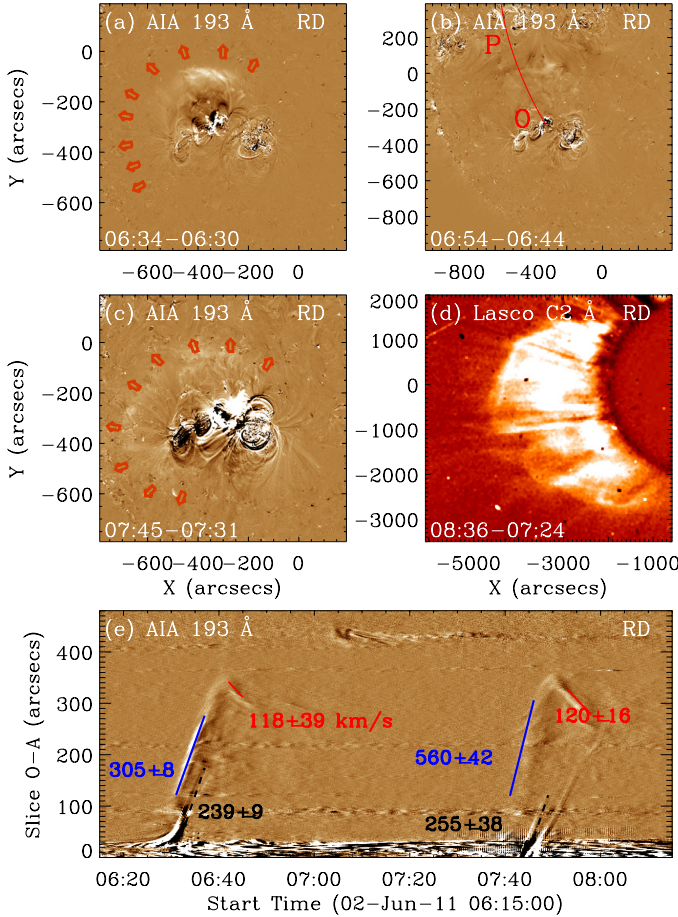 (a) AIA 193 Å RD
0
−200
−400
−600
Y (arcsecs)
06:34−06:30
−600−400−200 0
(b) AIA 193 Å RD
P
O
200
0
−200
−400
−600
−800
06:54−06:44
−800 −400 0
(c) AIA 193 Å RD
0
−200
−400
−600
Y (arcsecs)
07:45−07:31
−600−400−200 0
X (arcsecs)
(d) Lasco C2 Å RD
2000
1000
0
−1000
−2000
−3000
08:36−07:24
−5000 −3000 −1000
X (arcsecs)
(e) AIA 193 Å RD
400
300
200
100
0
Slice O−A (arcsecs)
118±39 km/s
120±16
305±8
560±42
239±9
255±38
06:20 06:40 07:00 07:20 07:40 08:00
Start Time (02−Jun−11 06:15:00)